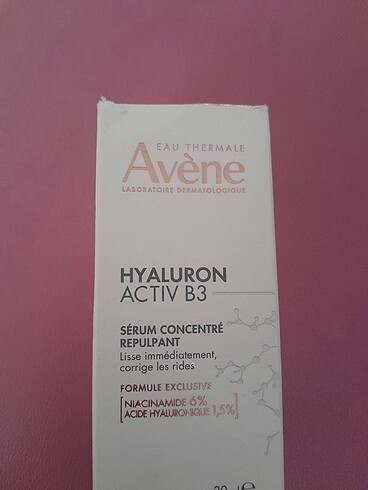 EAU THERMALE
Avène
LABORATOIRE DERMATOLOGIQUE
HYALURON
ACTIV B3
SÉRUM CONCENTRÉ
REPULPANT
Lisse immédiatement,
corrige les rides
FORMULE EXCLUSIVE
[NIACINAMIDE 6%
ACIDE HYALURONIQUE 1,5%]